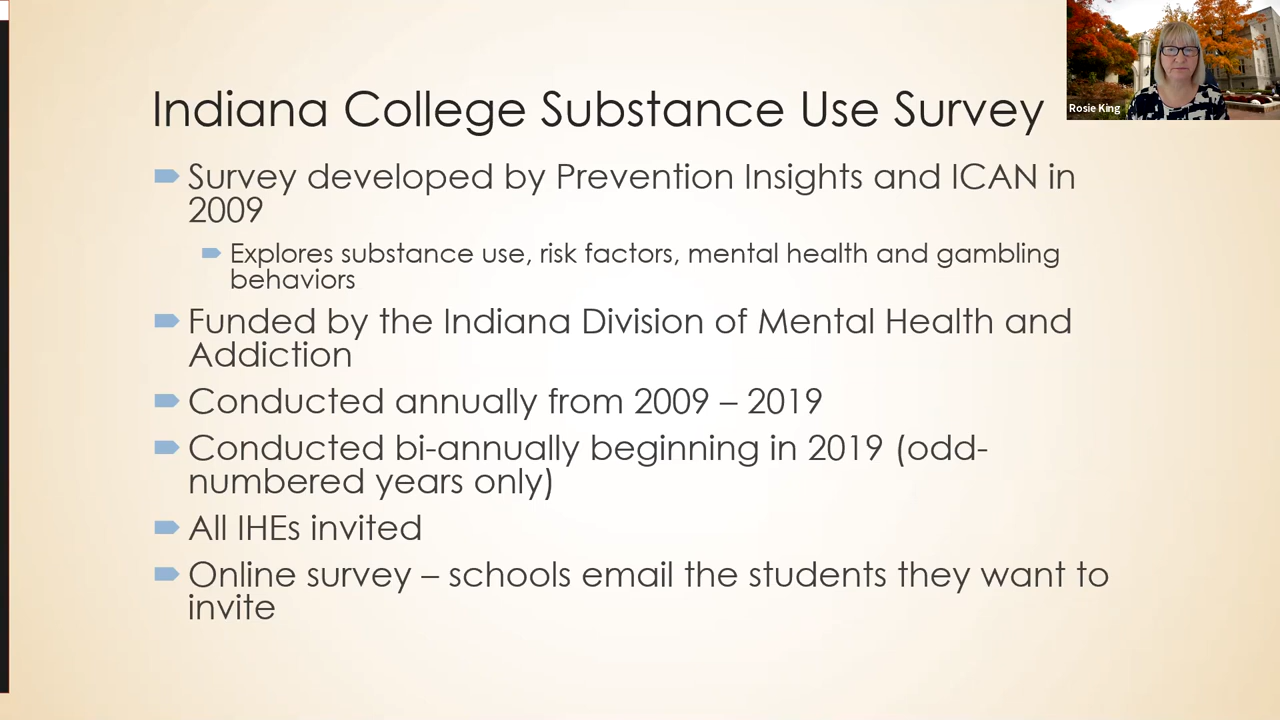 Indiana College Substance Use Survey
Rosie King
Survey developed by Prevention Insights and ICAN in
2009
Explores substance use, risk factors, mental health and gambling
behaviors
Funded by the Indiana Division of Mental Health and
Addiction
Conducted annually from 2009 – 2019
Conducted bi-annually beginning in 2019 (odd-
numbered years only)
All IHEs invited
Online survey – schools email the students they want to
invite